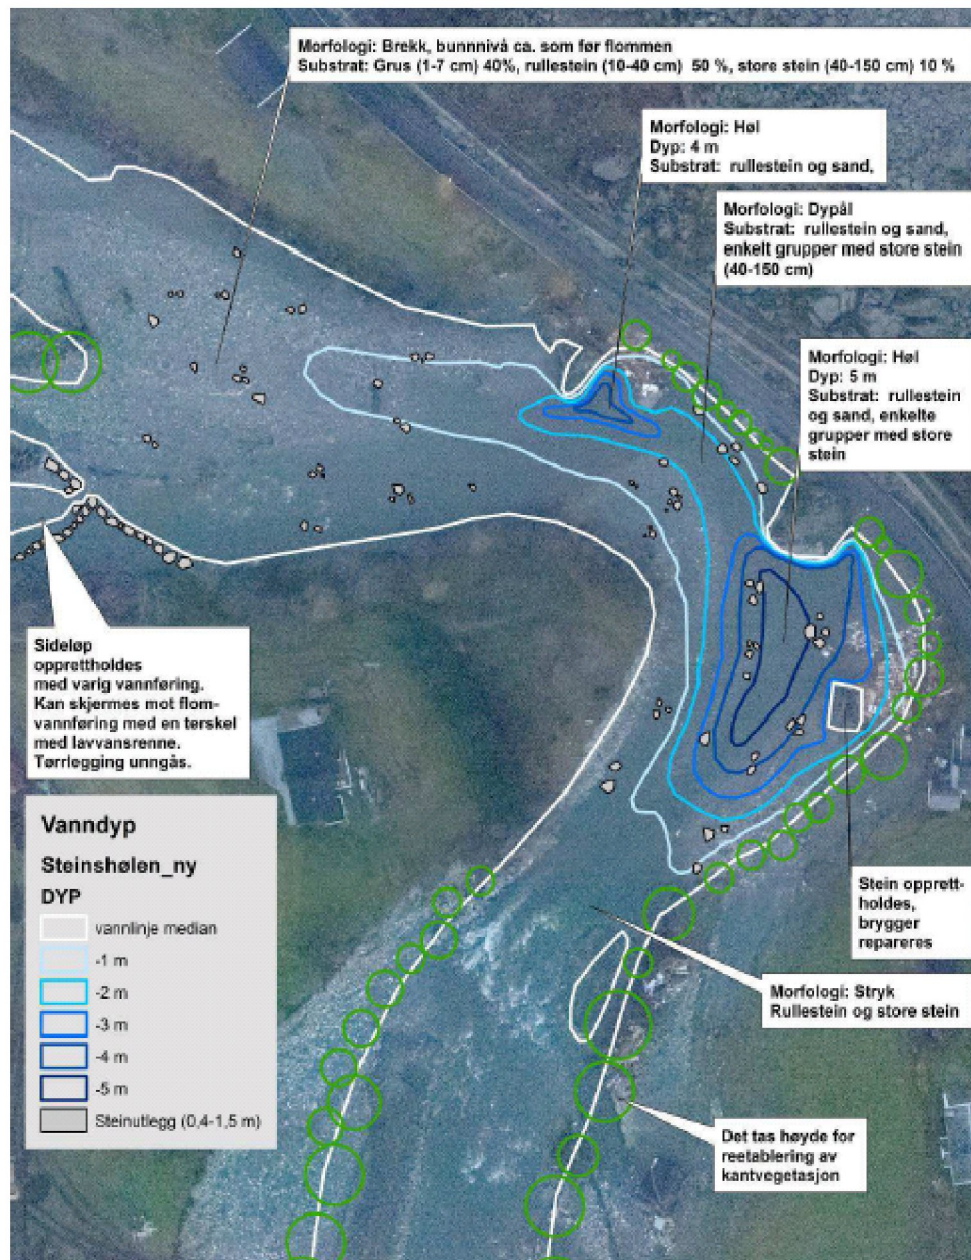 Morfologi: Brekk, bunnnivå ca. som før flommen
Substrat: Grus (1-7 cm) 40%, rullestein (10-40 cm) 50 %, store stein (40-150 cm) 10 %
Morfologi: Høl
Dyp: 4 m
Substrat: rullestein og sand,
Morfologi: Dypål
Substrat: rullestein og sand,
enkelt grupper med store stein
(40-150 cm)
Morfologi: Høl
Dyp: 5 m
Substrat: rullestein
og sand, enkelte
grupper med store
stein
Sideløp
opprettholdes
med varig vannføring.
Kan skjermes mot flom-
vannføring med en terskel
med lavvansrenne.
Tørrlegging unngås.
Vanndyp
Steinshølen_ny
DYP
vannlinje median
-1 m
-2 m
-3 m
-4 m
-5 m
Steinutlegg (0,4-1,5 m)
Stein opprett-
holdes,
brygger
repareres
Morfologi: Stryk
Rullestein og store stein
Det tas høyde for
reetablering av
kantvegetasjon